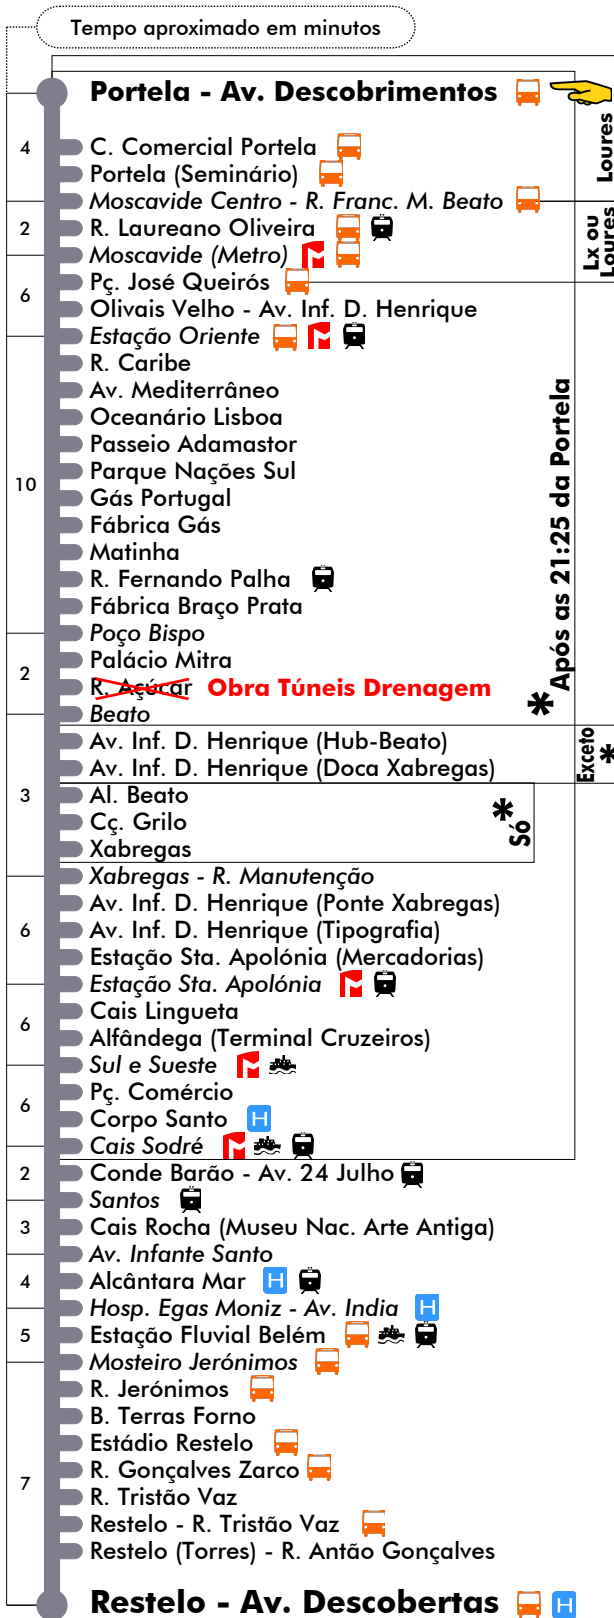 Tempo aproximado em minutos
Portela - Av. Descobrimentos
Loures
4
C. Comercial Portela
Portela (Seminário)
Moscavide Centro - R. Franc. M. Beato
Lx ou
Loures
2
R. Laureano Oliveira
Moscavide (Metro)
6
Pç. José Queirós
Olivais Velho - Av. Inf. D. Henrique
Estação Oriente
10
R. Caribe
Av. Mediterrâneo
Oceanário Lisboa
Passeio Adamastor
Parque Nações Sul
Gás Portugal
Fábrica Gás
Matinha
R. Fernando Palha
Fábrica Braço Prata
Poço Bispo
* Após as 21:25 da Portela
2
Palácio Mitra
R. Açúcar Obra Túneis Drenagem
Beato
3
Av. Inf. D. Henrique (Hub-Beato)
Av. Inf. D. Henrique (Doca Xabregas)
Exceto *
Al. Beato
Cç. Grilo
Xabregas
Só *
Xabregas - R. Manutenção
6
Av. Inf. D. Henrique (Ponte Xabregas)
Av. Inf. D. Henrique (Tipografia)
Estação Sta. Apolónia (Mercadorias)
Estação Sta. Apolónia
6
Cais Lingueta
Alfândega (Terminal Cruzeiros)
Sul e Sueste
6
Pç. Comércio
Corpo Santo H
Cais Sodré
2
Conde Barão - Av. 24 Julho
Santos
3
Cais Rocha (Museu Nac. Arte Antiga)
Av. Infante Santo
4
Alcântara Mar H
Hosp. Egas Moniz - Av. India H
5
Estação Fluvial Belém
Mosteiro Jerónimos
7
R. Jerónimos
B. Terras Forno
Estádio Restelo
R. Gonçalves Zarco
R. Tristão Vaz
Restelo - R. Tristão Vaz
Restelo (Torres) - R. Antão Gonçalves
Restelo - Av. Descobertas H